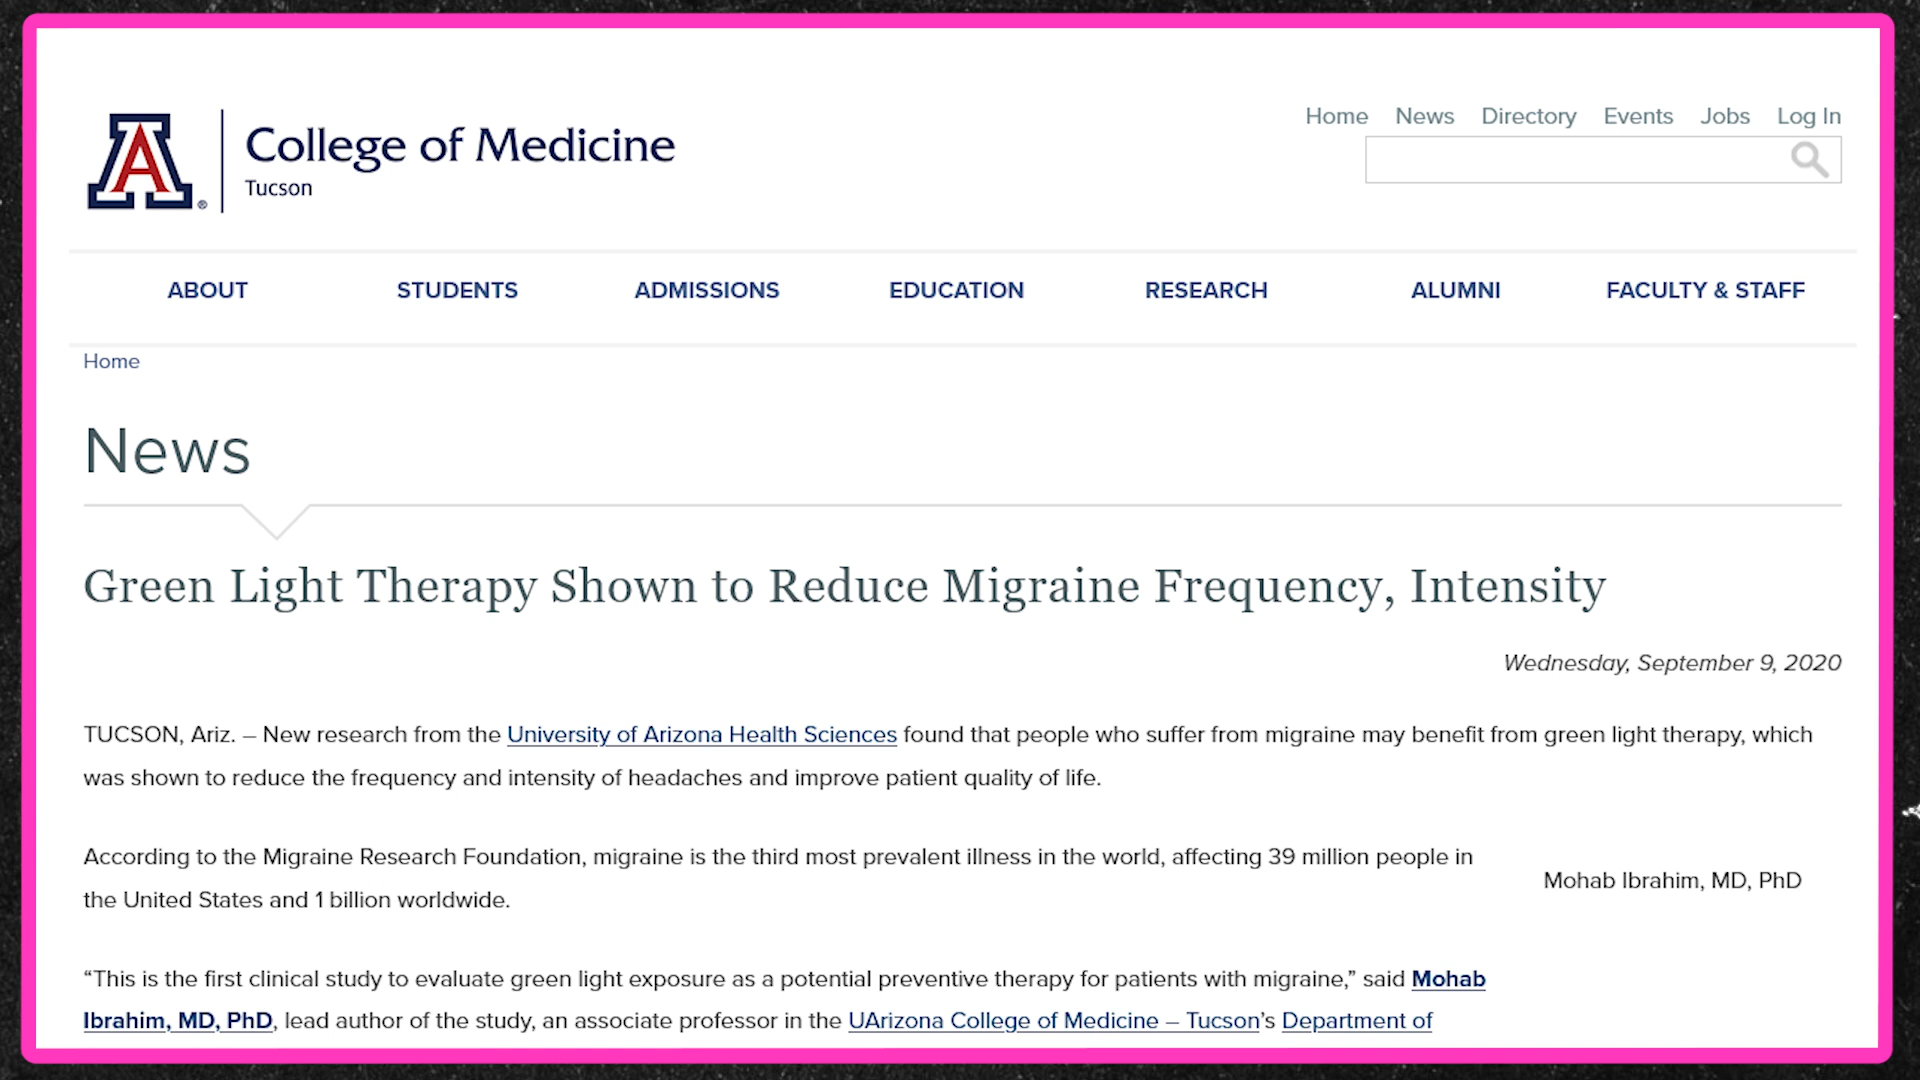 A®
College of Medicine
Tucson
Home News Directory Events Jobs Log In
ABOUT STUDENTS ADMISSIONS EDUCATION RESEARCH ALUMNI FACULTY & STAFF
Home
News
Green Light Therapy Shown to Reduce Migraine Frequency, Intensity
Wednesday, September 9, 2020
TUCSON, Ariz. – New research from the University of Arizona Health Sciences found that people who suffer from migraine may benefit from green light therapy, which
was shown to reduce the frequency and intensity of headaches and improve patient quality of life.
According to the Migraine Research Foundation, migraine is the third most prevalent illness in the world, affecting 39 million people in
the United States and 1 billion worldwide.
Mohab Ibrahim, MD, PhD
“This is the first clinical study to evaluate green light exposure as a potential preventive therapy for patients with migraine,” said Mohab
Ibrahim, MD, PhD, lead author of the study, an associate professor in the UArizona College of Medicine – Tucson’s Department of